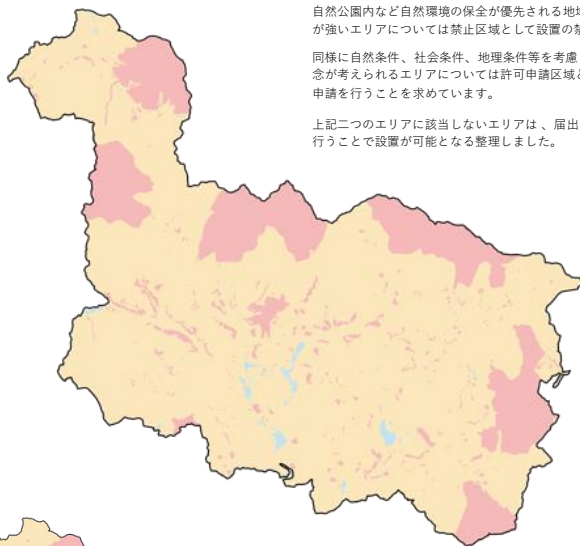 自然公園内など自然環境の保全が優先される地
が強いエリアについては禁止区域として設置の禁
同様に自然条件、社会条件、地理条件等を考慮
念が考えられるエリアについては許可申請区域
申請を行うことを求めています。
上記二つのエリアに該当しないエリアは、届出
行うことで設置が可能となる整理しました。